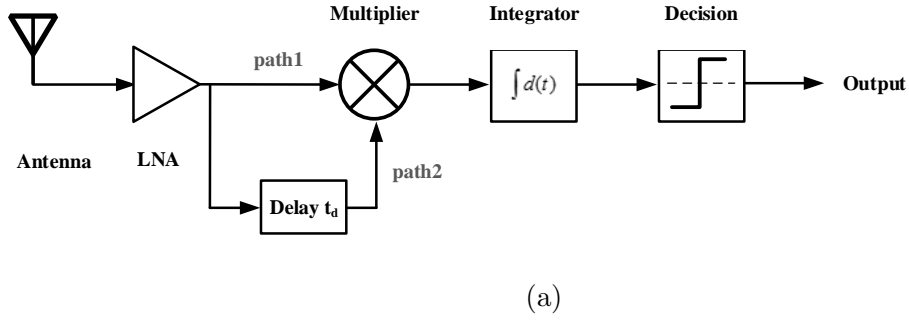 Multiplier
Integrator
Decision
path1
∫ d(t)
Output
Antenna
LNA
path2
Delay t_d
(a)